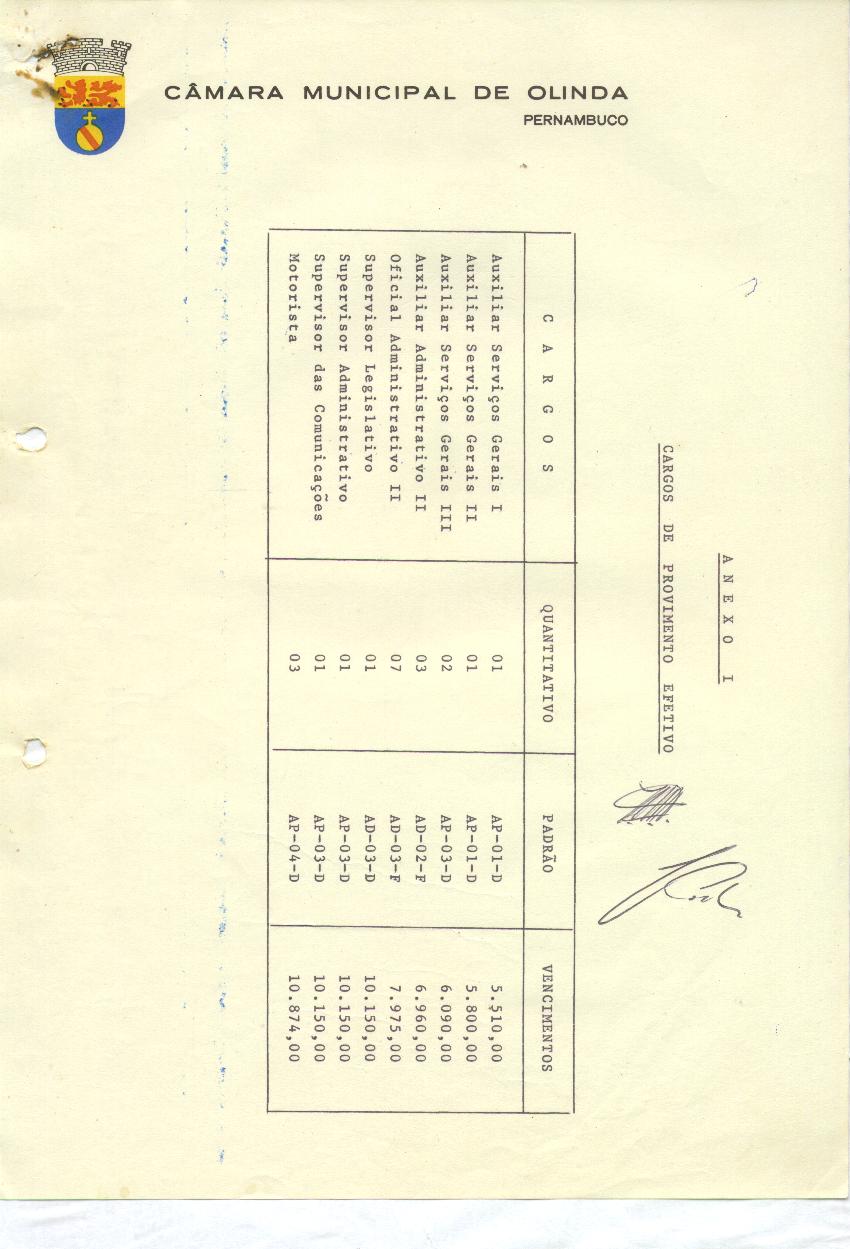 CÂMARA MUNICIPAL DE OLINDA
PERNAMBUCO
A N E X O I
CARGOS DE PROVIMENTO EFETIVO
C A R G O S QUANTITATIVO PADRÃO VENCIMENTOS
Auxiliar Serviços Gerais I 01 AP-01-D 5.510,00
Auxiliar Serviços Gerais II 01 AP-01-D 5.800,00
Auxiliar Serviços Gerais III 02 AP-03-D 6.090,00
Auxiliar Administrativo II 03 AD-02-F 6.960,00
Oficial Administrativo II 07 AD-03-F 7.975,00
Supervisor Legislativo 01 AD-03-D 10.150,00
Supervisor Administrativo 01 AP-03-D 10.150,00
Supervisor das Comunicações 01 AP-03-D 10.150,00
Motorista 03 AP-04-D 10.874,00